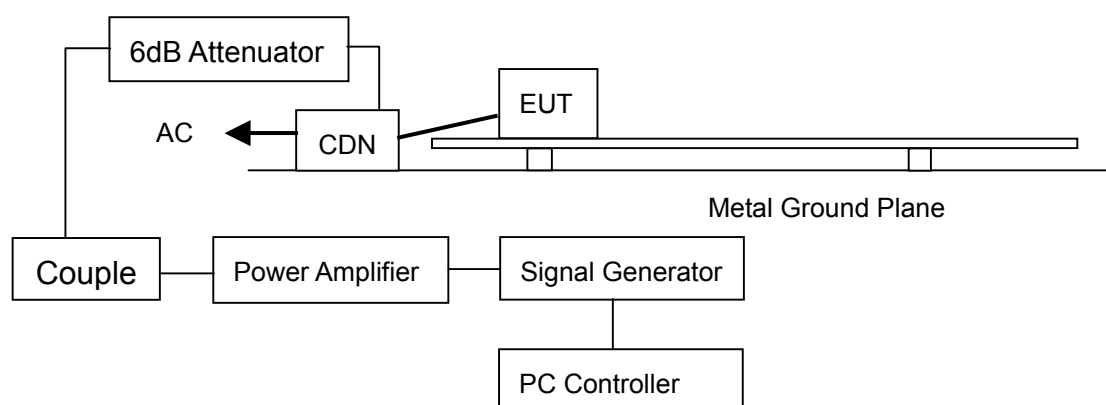 6dB Attenuator
EUT
AC
CDN
Metal Ground Plane
Couple
Power Amplifier
Signal Generator
PC Controller